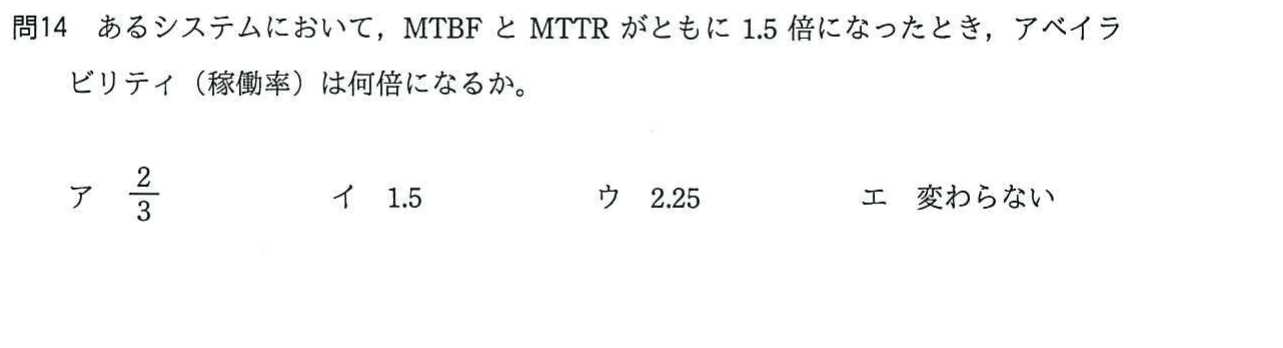 問14 あるシステムにおいて，MTBF と MTTR がともに 1.5 倍になったとき，アベイラ
ビリティ（稼働率）は何倍になるか。
ア 2/3 イ 1.5 ウ 2.25 エ 変わらない